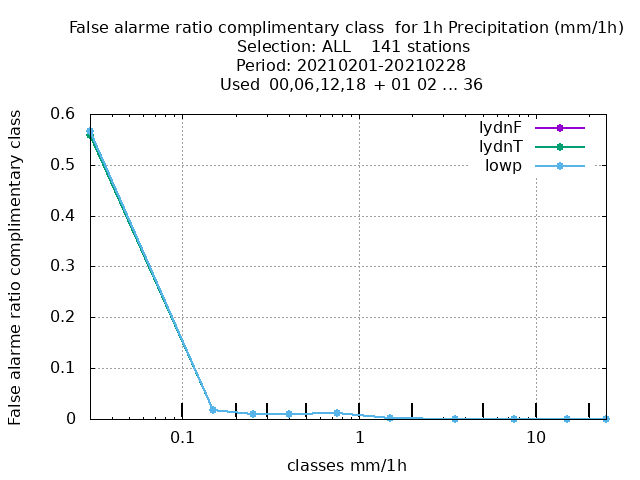 False alarme ratio complimentary class  for 1h Precipitation (mm/1h)
Selection: ALL    141 stations
Period: 20210201-20210228
Used 00,06,12,18 + 01 02 ... 36
False alarme ratio complimentary class
0.6
0.5
0.4
0.3
0.2
0.1
0
lydnF
lydnT
lowp
0.1
1
10
classes mm/1h